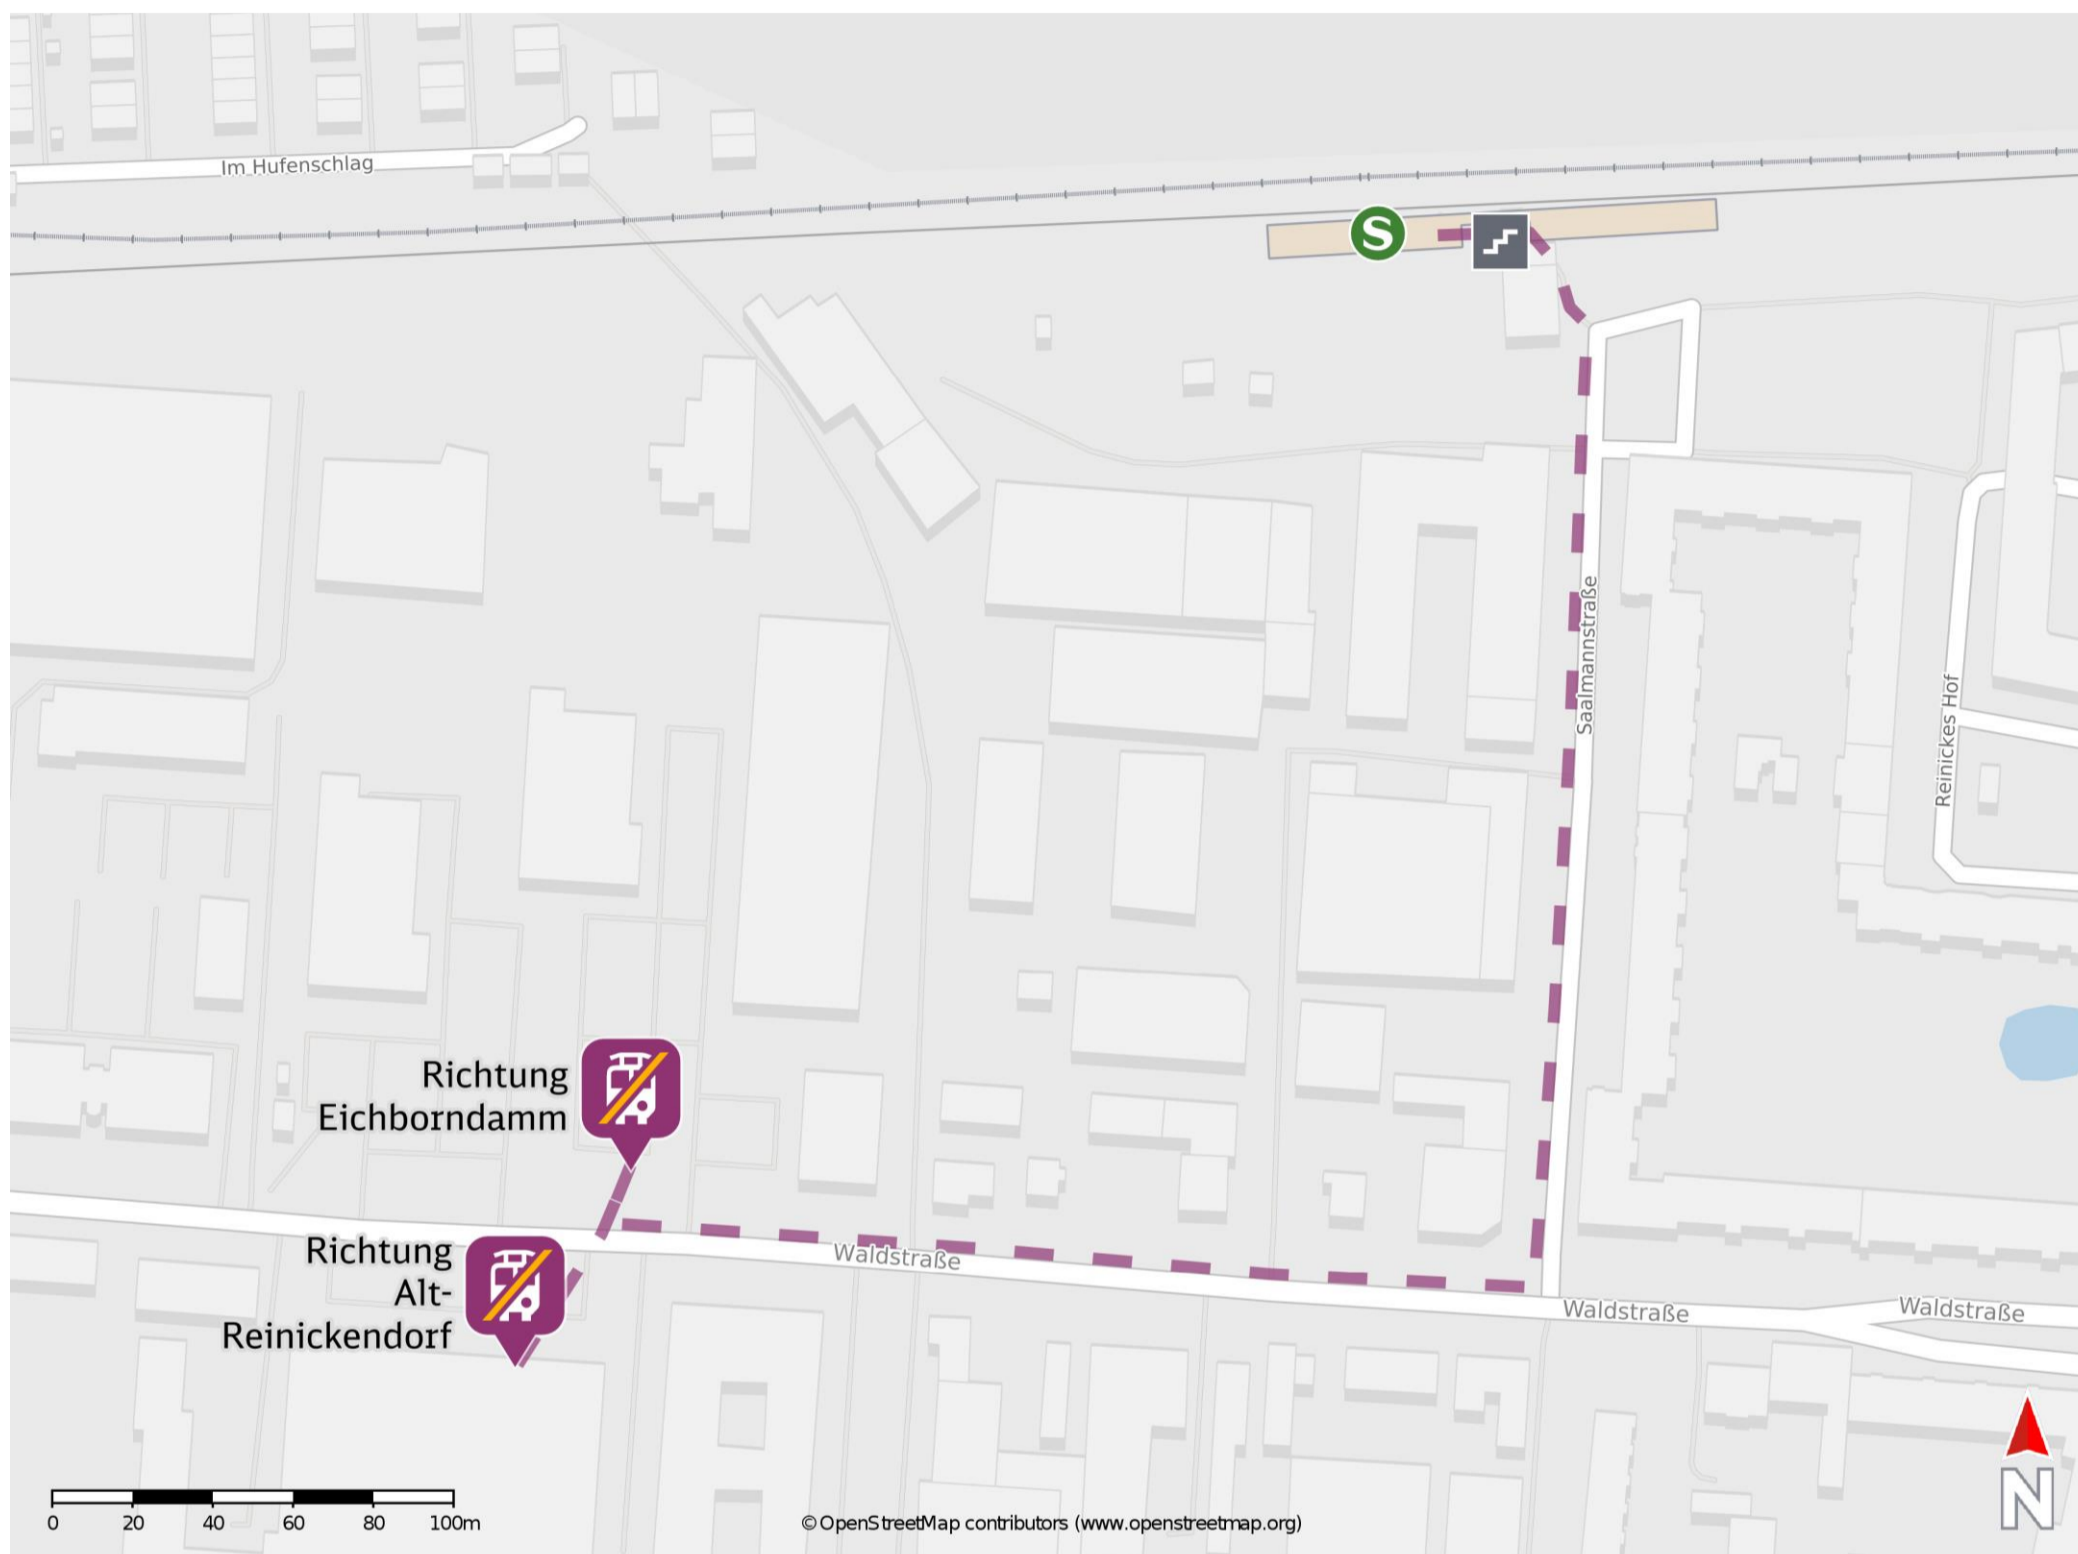 Im Hufenschlag
S
Saalmannstraße
Reinickes Hof
Richtung
Eichborndamm
Richtung
Alt-
Reinickendorf
Waldstraße
Waldstraße
Waldstraße
0 20 40 60 80 100m
© OpenStreetMap contributors (www.openstreetmap.org)
N